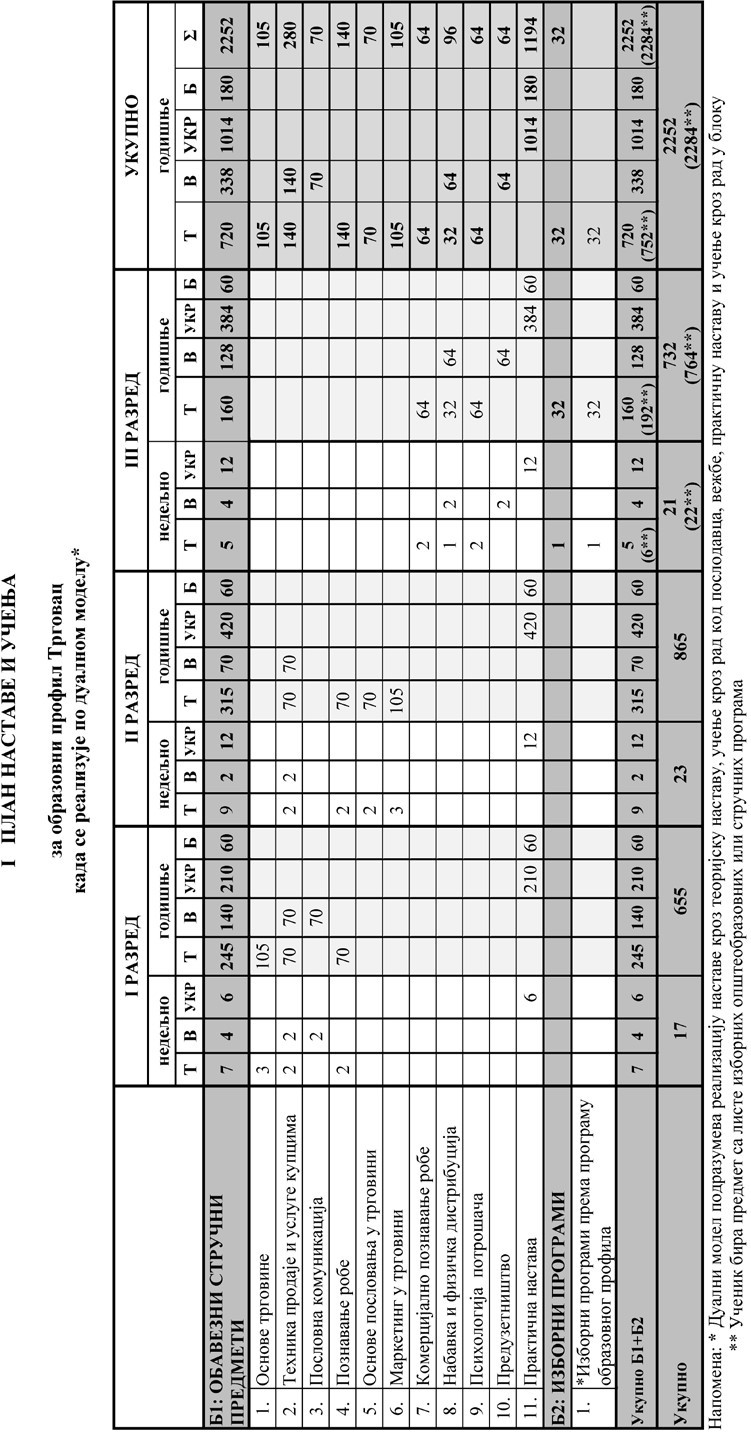 I ПЛАН НАСТАВЕ И УЧЕЊА
за образовни профил Трговац
када се реализује по дуалном моделу*
I РАЗРЕД II РАЗРЕД III РАЗРЕД УКУПНО
недељно годишње недељно годишње недељно годишње годишње
Т В УКР Т В УКР Б Т В УКР Т В УКР Б Т В УКР Т В УКР Б Т В УКР Б Σ
Б1: ОБАВЕЗНИ СТРУЧНИ
ПРЕДМЕТИ 7 4 6 245 140 210 60 9 2 12 315 70 420 60 5 4 12 160 128 384 60 720 338 1014 180 2252
1. Основе трговине 3 105 105 105
2. Техника продаје и услуге купцима 2 2 70 70 2 2 70 70 140 140 280
3. Пословна комуникација 2 70 70 70
4. Познавање робе 2 70 2 70 140 140
5. Основе пословања у трговини 2 70 70 70
6. Маркетинг у трговини 3 105 105 105
7. Комерцијално познавање робе 2 64 64 64
8. Набавка и физичка дистрибуција 1 2 32 64 32 64 96
9. Психологија потрошача 2 64 64 64
10. Предузетништво 2 64 64 64
11. Практична настава 6 210 60 12 420 60 12 384 60 1014 180 1194
Б2: ИЗБОРНИ ПРОГРАМИ 1 32 32 32
1. *Изборни програми према програму
образовног профила 1 32 32
Укупно Б1+Б2 7 4 6 245 140 210 60 9 2 12 315 70 420 60 5
(6**) 4 12 160
(192**) 128 384 60 720
(752**) 338 1014 180 2252
(2284**)
Укупно 17 655 23 865 21
(22**) 732
(764**) 2252
(2284**)
Напомена: * Дуални модел подразумева реализацију наставе кроз теоријску наставу, учење кроз рад код послодавца, вежбе, практичну наставу и учење кроз рад у блоку
** Ученик бира предмет са листе изборних општеобразовних или стручних програма